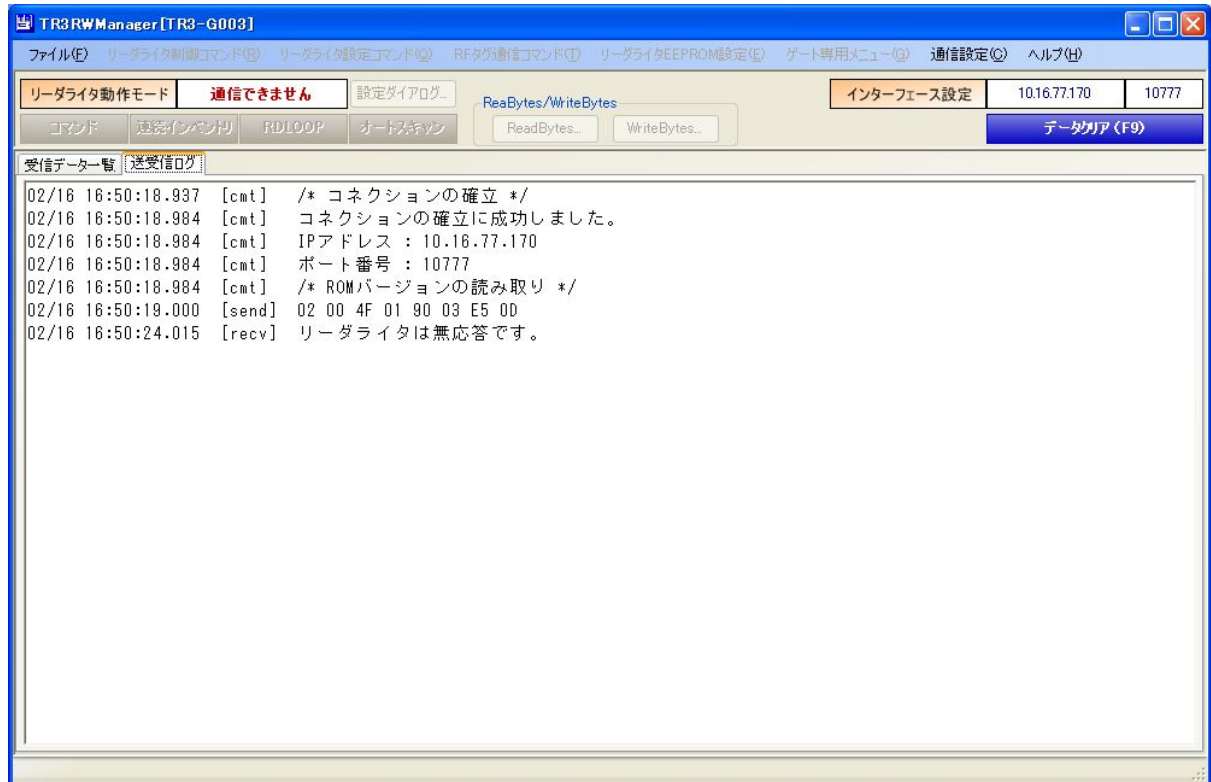 TR3RWManager[TR3-G003]
ファイル(F) リーダライタ制御コマンド(R) リーダライタ設定コマンド(Q) RFタグ通信コマンド(T) リーダライタEEPROM設定(E) ゲート専用メニュー(G) 通信設定(C) ヘルプ(H)
リーダライタ動作モード 通信できません 設定ダイアログ... ReaBytes/WriteBytes インターフェース設定 10.16.77.170 10777
コマンド 連続インベントリ RDLOOP オートスキャン ReadBytes... WriteBytes... データクリア(F9)
受信データ一覧 送受信ログ
02/16 16:50:18.937 [cmt] /* コネクションの確立 */
02/16 16:50:18.984 [cmt] コネクションの確立に成功しました。
02/16 16:50:18.984 [cmt] IPアドレス : 10.16.77.170
02/16 16:50:18.984 [cmt] ポート番号 : 10777
02/16 16:50:18.984 [cmt] /* ROMバージョンの読み取り */
02/16 16:50:19.000 [send] 02 00 4F 01 90 03 E5 0D
02/16 16:50:24.015 [recv] リーダライタは無応答です。